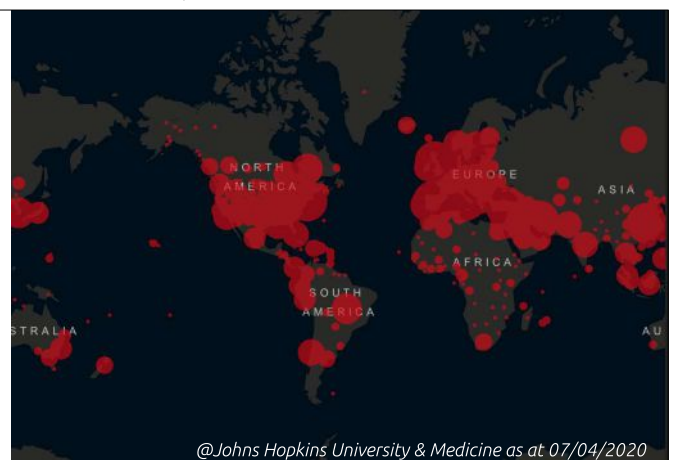 NORTH
AMERICA
EUROPE
ASIA
AFRICA
SOUTH
AMERICA
STRALIA
AU
@Johns Hopkins University & Medicine as at 07/04/2020